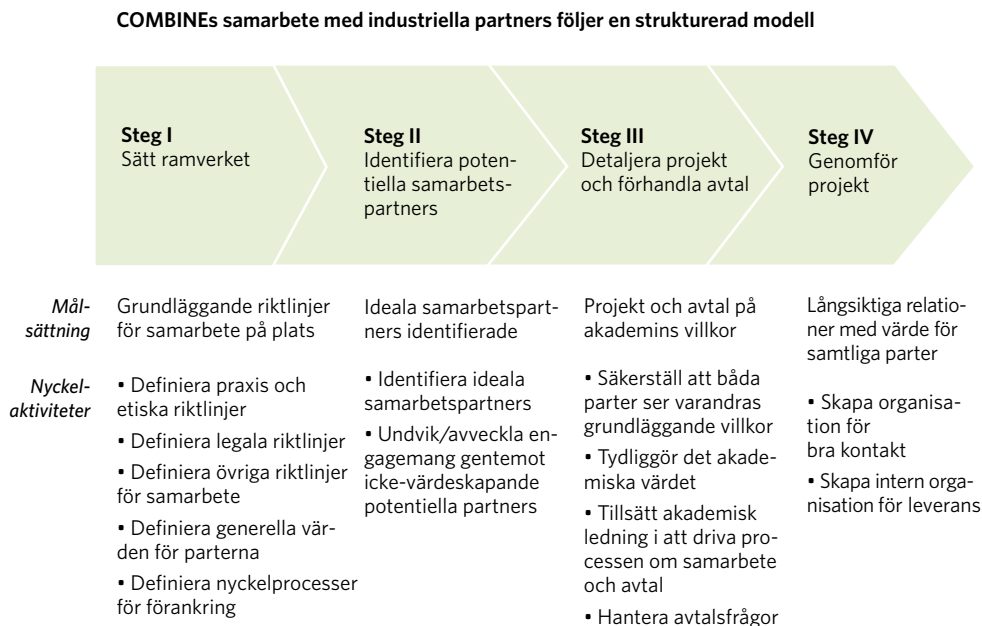 COMBINEs samarbete med industriella partners följer en strukturerad modell
Steg I
Sätt ramverket
Steg II
Identifiera poten-
tiella samarbets-
partners
Steg III
Detaljera projekt
och förhandla avtal
Steg IV
Genomför
projekt
Mål-
sättning
Grundläggande riktlinjer
för samarbete på plats
Ideala samarbetspart-
ners identifierade
Projekt och avtal på
akademins villkor
Långsiktiga relatio-
ner med värde för
samtliga parter
Nyckel-
aktiviteter
• Definiera praxis och
etiska riktlinjer
• Definiera legala riktlinjer
• Definiera övriga riktlinjer
för samarbete
• Definiera generella vär-
den för parterna
• Definiera nyckelprocesser
för förankring
• Identifiera ideala
samarbetspartners
• Undvik/avveckla en-
gagemang gentemot
icke-värdeskapande
potentiella partners
• Säkerställ att båda
parter ser varandras
grundläggande villkor
• Tydliggör det akade-
miska värdet
• Tillsätt akademisk
ledning i att driva pro-
cessen om samarbete
och avtal
• Hantera avtalsfrågor
• Skapa organisa-
tion för
bra kontakt
• Skapa intern orga-
nisation för leverans